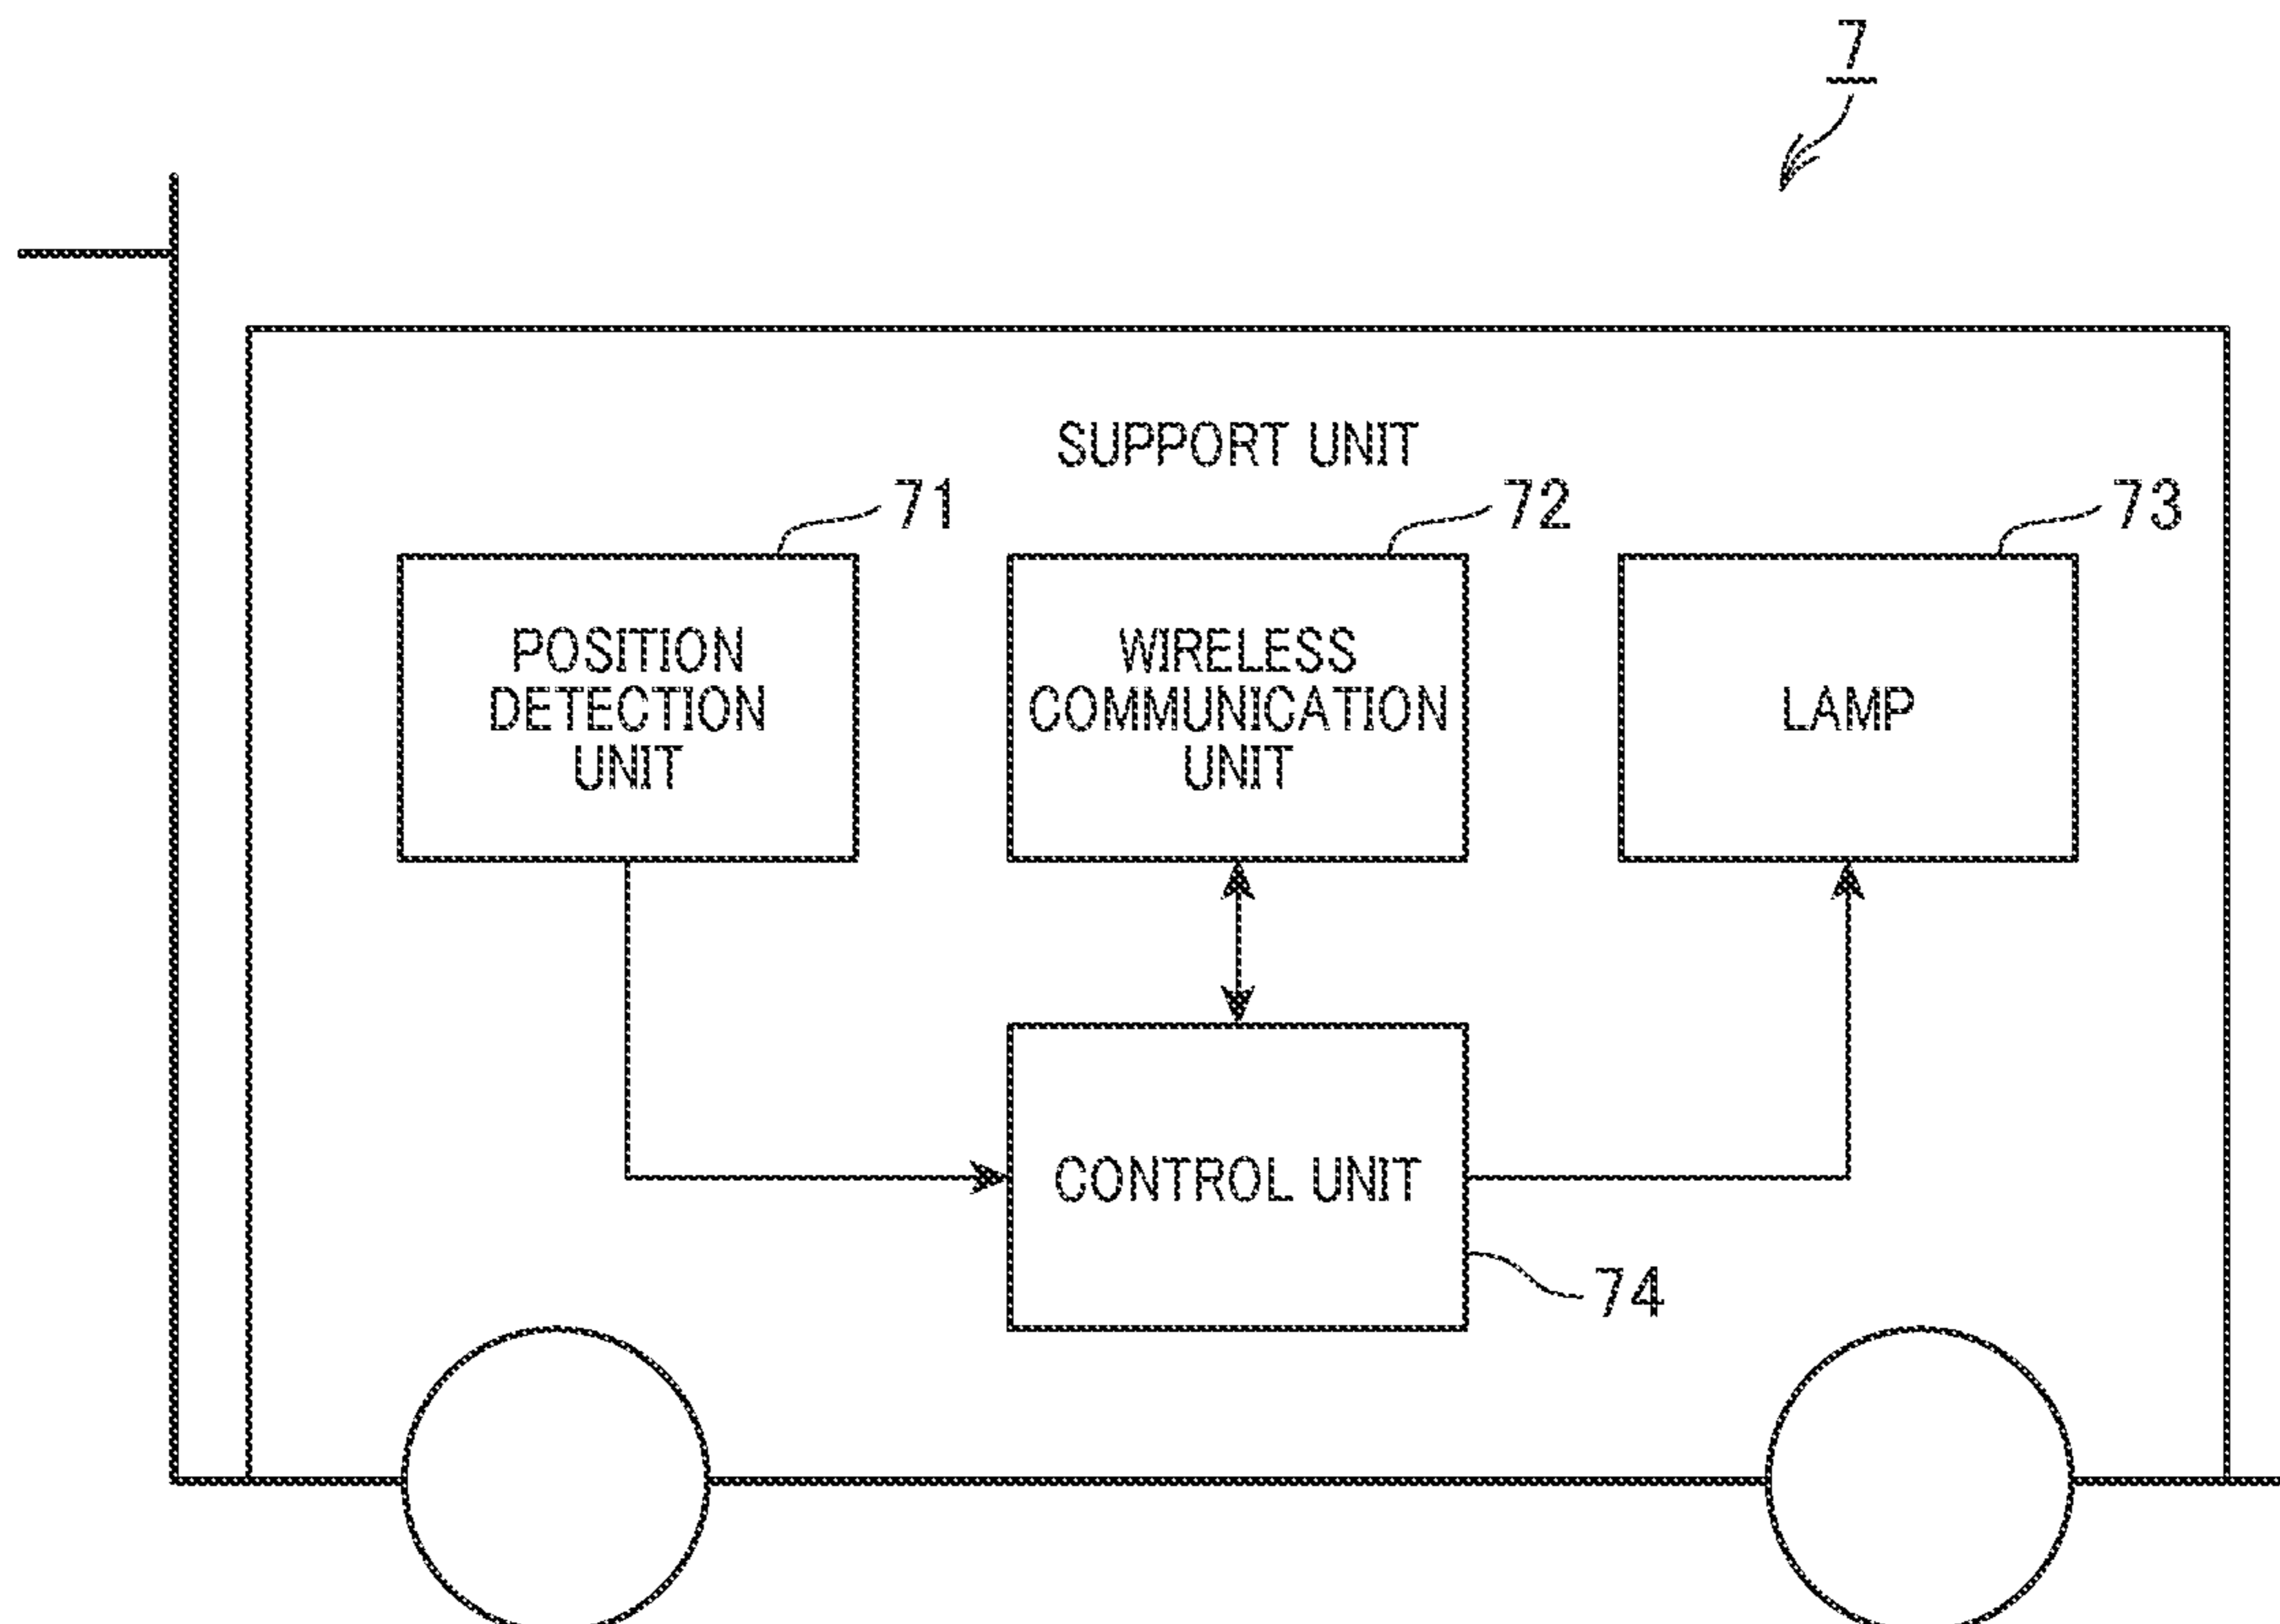 7
SUPPORT UNIT
71
72
73
POSITION
DETECTION
UNIT
WIRELESS
COMMUNICATION
UNIT
LAMP
CONTROL UNIT
74